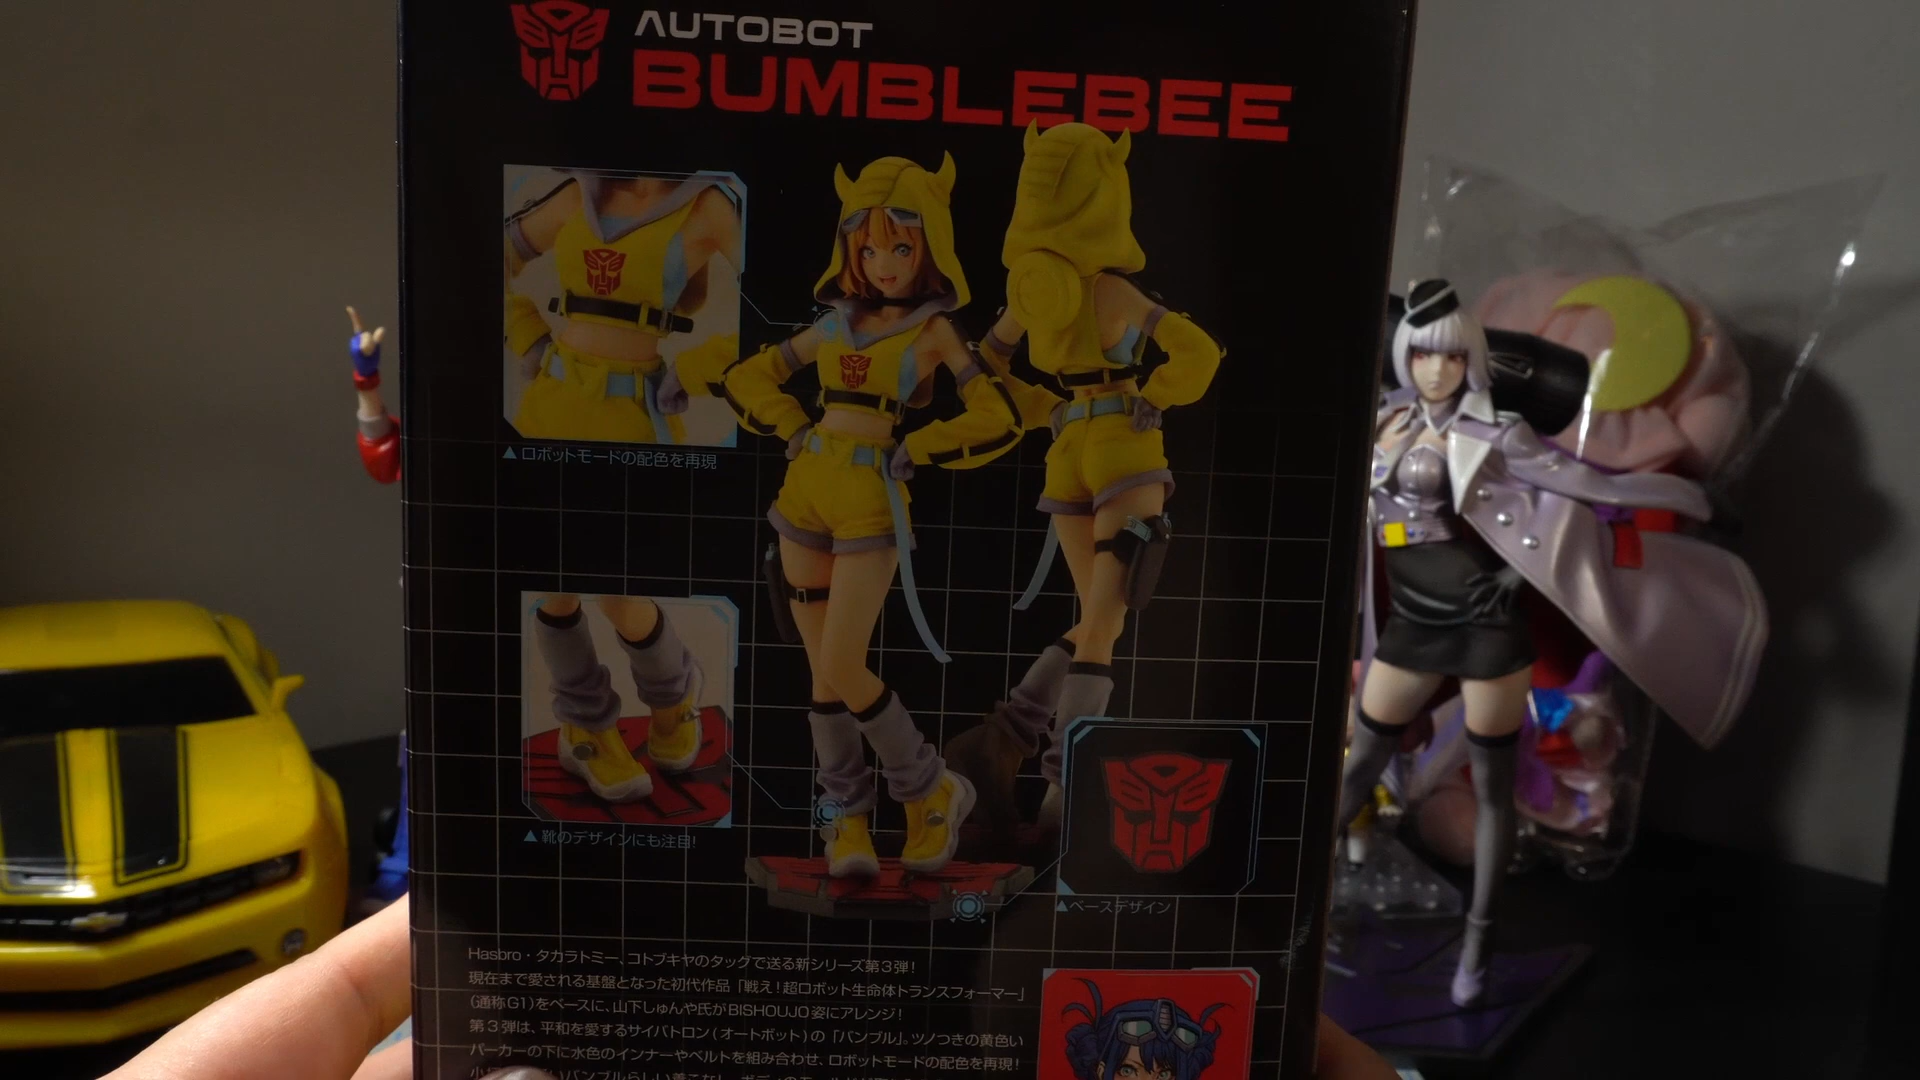 AUTOBOT
BUMBLEBEE
▲ロボットモードの配色を再現
▲靴のデザインにも注目!
▲ベースデザイン
Hasbro・タカラトミー、コトブキヤのタッグで送る新シリーズ第3弾!
現在まで愛される基盤となった初代作品「戦え!超ロボット生命体トランスフォーマー」
(通称G1)をベースに、山下しゅんや氏がBISHOUJO姿にアレンジ!
第3弾は、平和を愛するサイバトロン(オートボット)の「バンブル」。ツノつきの黄色い
パーカーの下に水色のインナーやベルトを組み合わせ、ロボットモードの配色を再現!